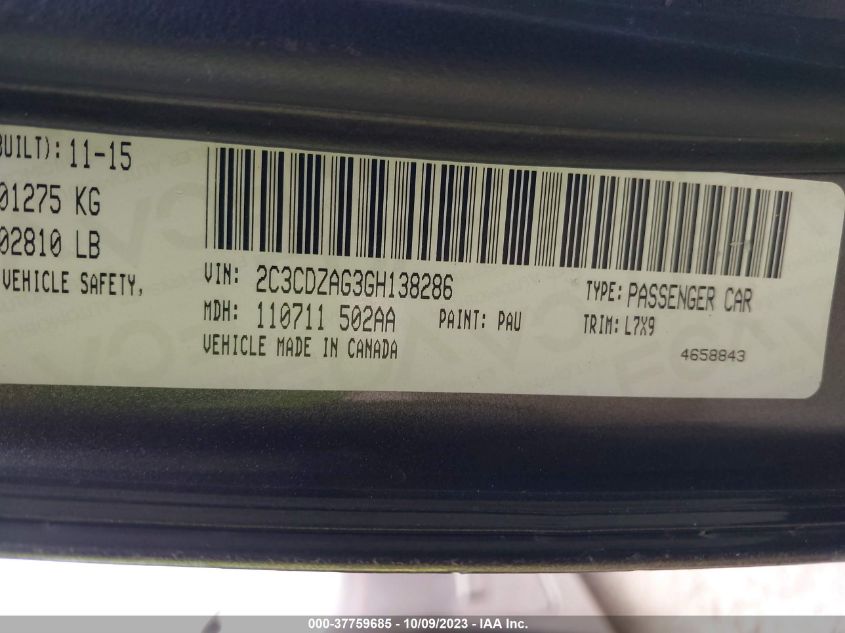 BUILT): 11-15
01275 KG
02810 LB
VEHICLE SAFETY,
VIN: 2C3CDZAG3GH138286
TYPE: PASSENGER CAR
MDH: 110711 502AA
PAINT: PAU
TRIM: L7X9
VEHICLE MADE IN CANADA
4658843
000-37759685 - 10/09/2023 - IAA Inc.